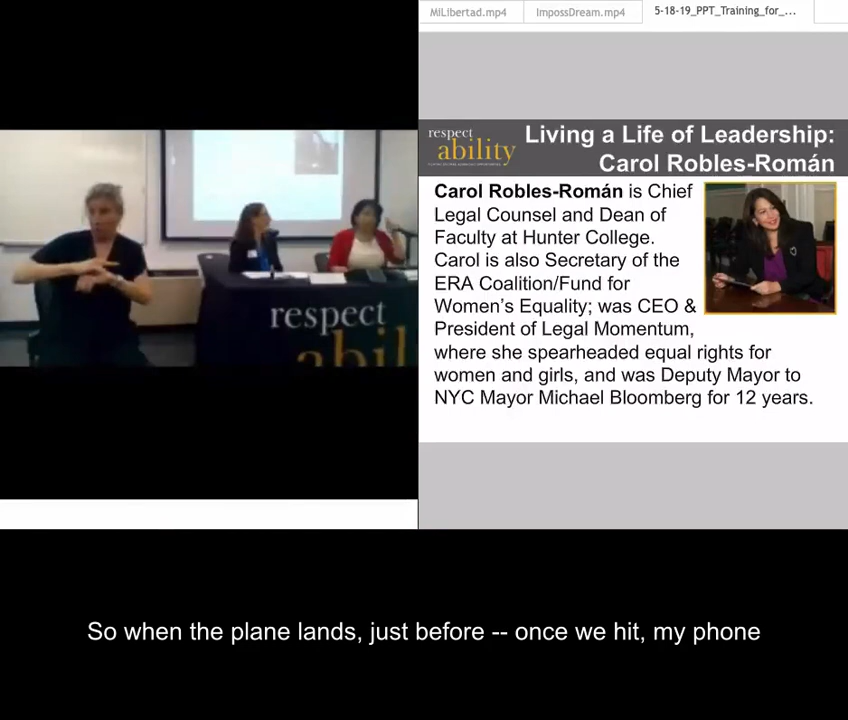 MiLibertad.mp4
ImpossDream.mp4
5-18-19_PPT_Training_for_...
respect
ability
Living a Life of Leadership:
Carol Robles-Román
Carol Robles-Román is Chief
Legal Counsel and Dean of
Faculty at Hunter College.
Carol is also Secretary of the
ERA Coalition/Fund for
Women's Equality; was CEO &
President of Legal Momentum,
where she spearheaded equal rights for
women and girls, and was Deputy Mayor to
NYC Mayor Michael Bloomberg for 12 years.
respect
abil
So when the plane lands, just before -- once we hit, my phone